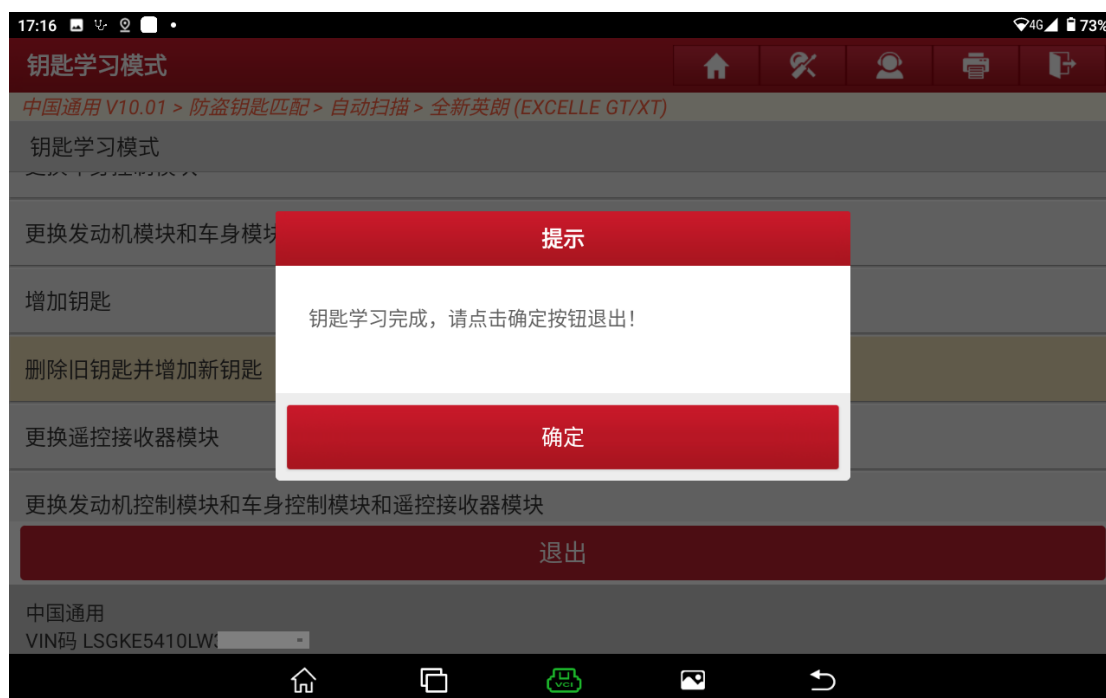 17:16
4G 73%
钥匙学习模式
中国通用 V10.01 > 防盗钥匙匹配 > 自动扫描 > 全新英朗 (EXCELLE GT/XT)
钥匙学习模式
更换发动机模块和车身模块
提示
增加钥匙
钥匙学习完成，请点击确定按钮退出！
删除旧钥匙并增加新钥匙
更换遥控接收器模块
确定
更换发动机控制模块和车身控制模块和遥控接收器模块
退出
中国通用
VIN码 LSGKE5410LW
VCI